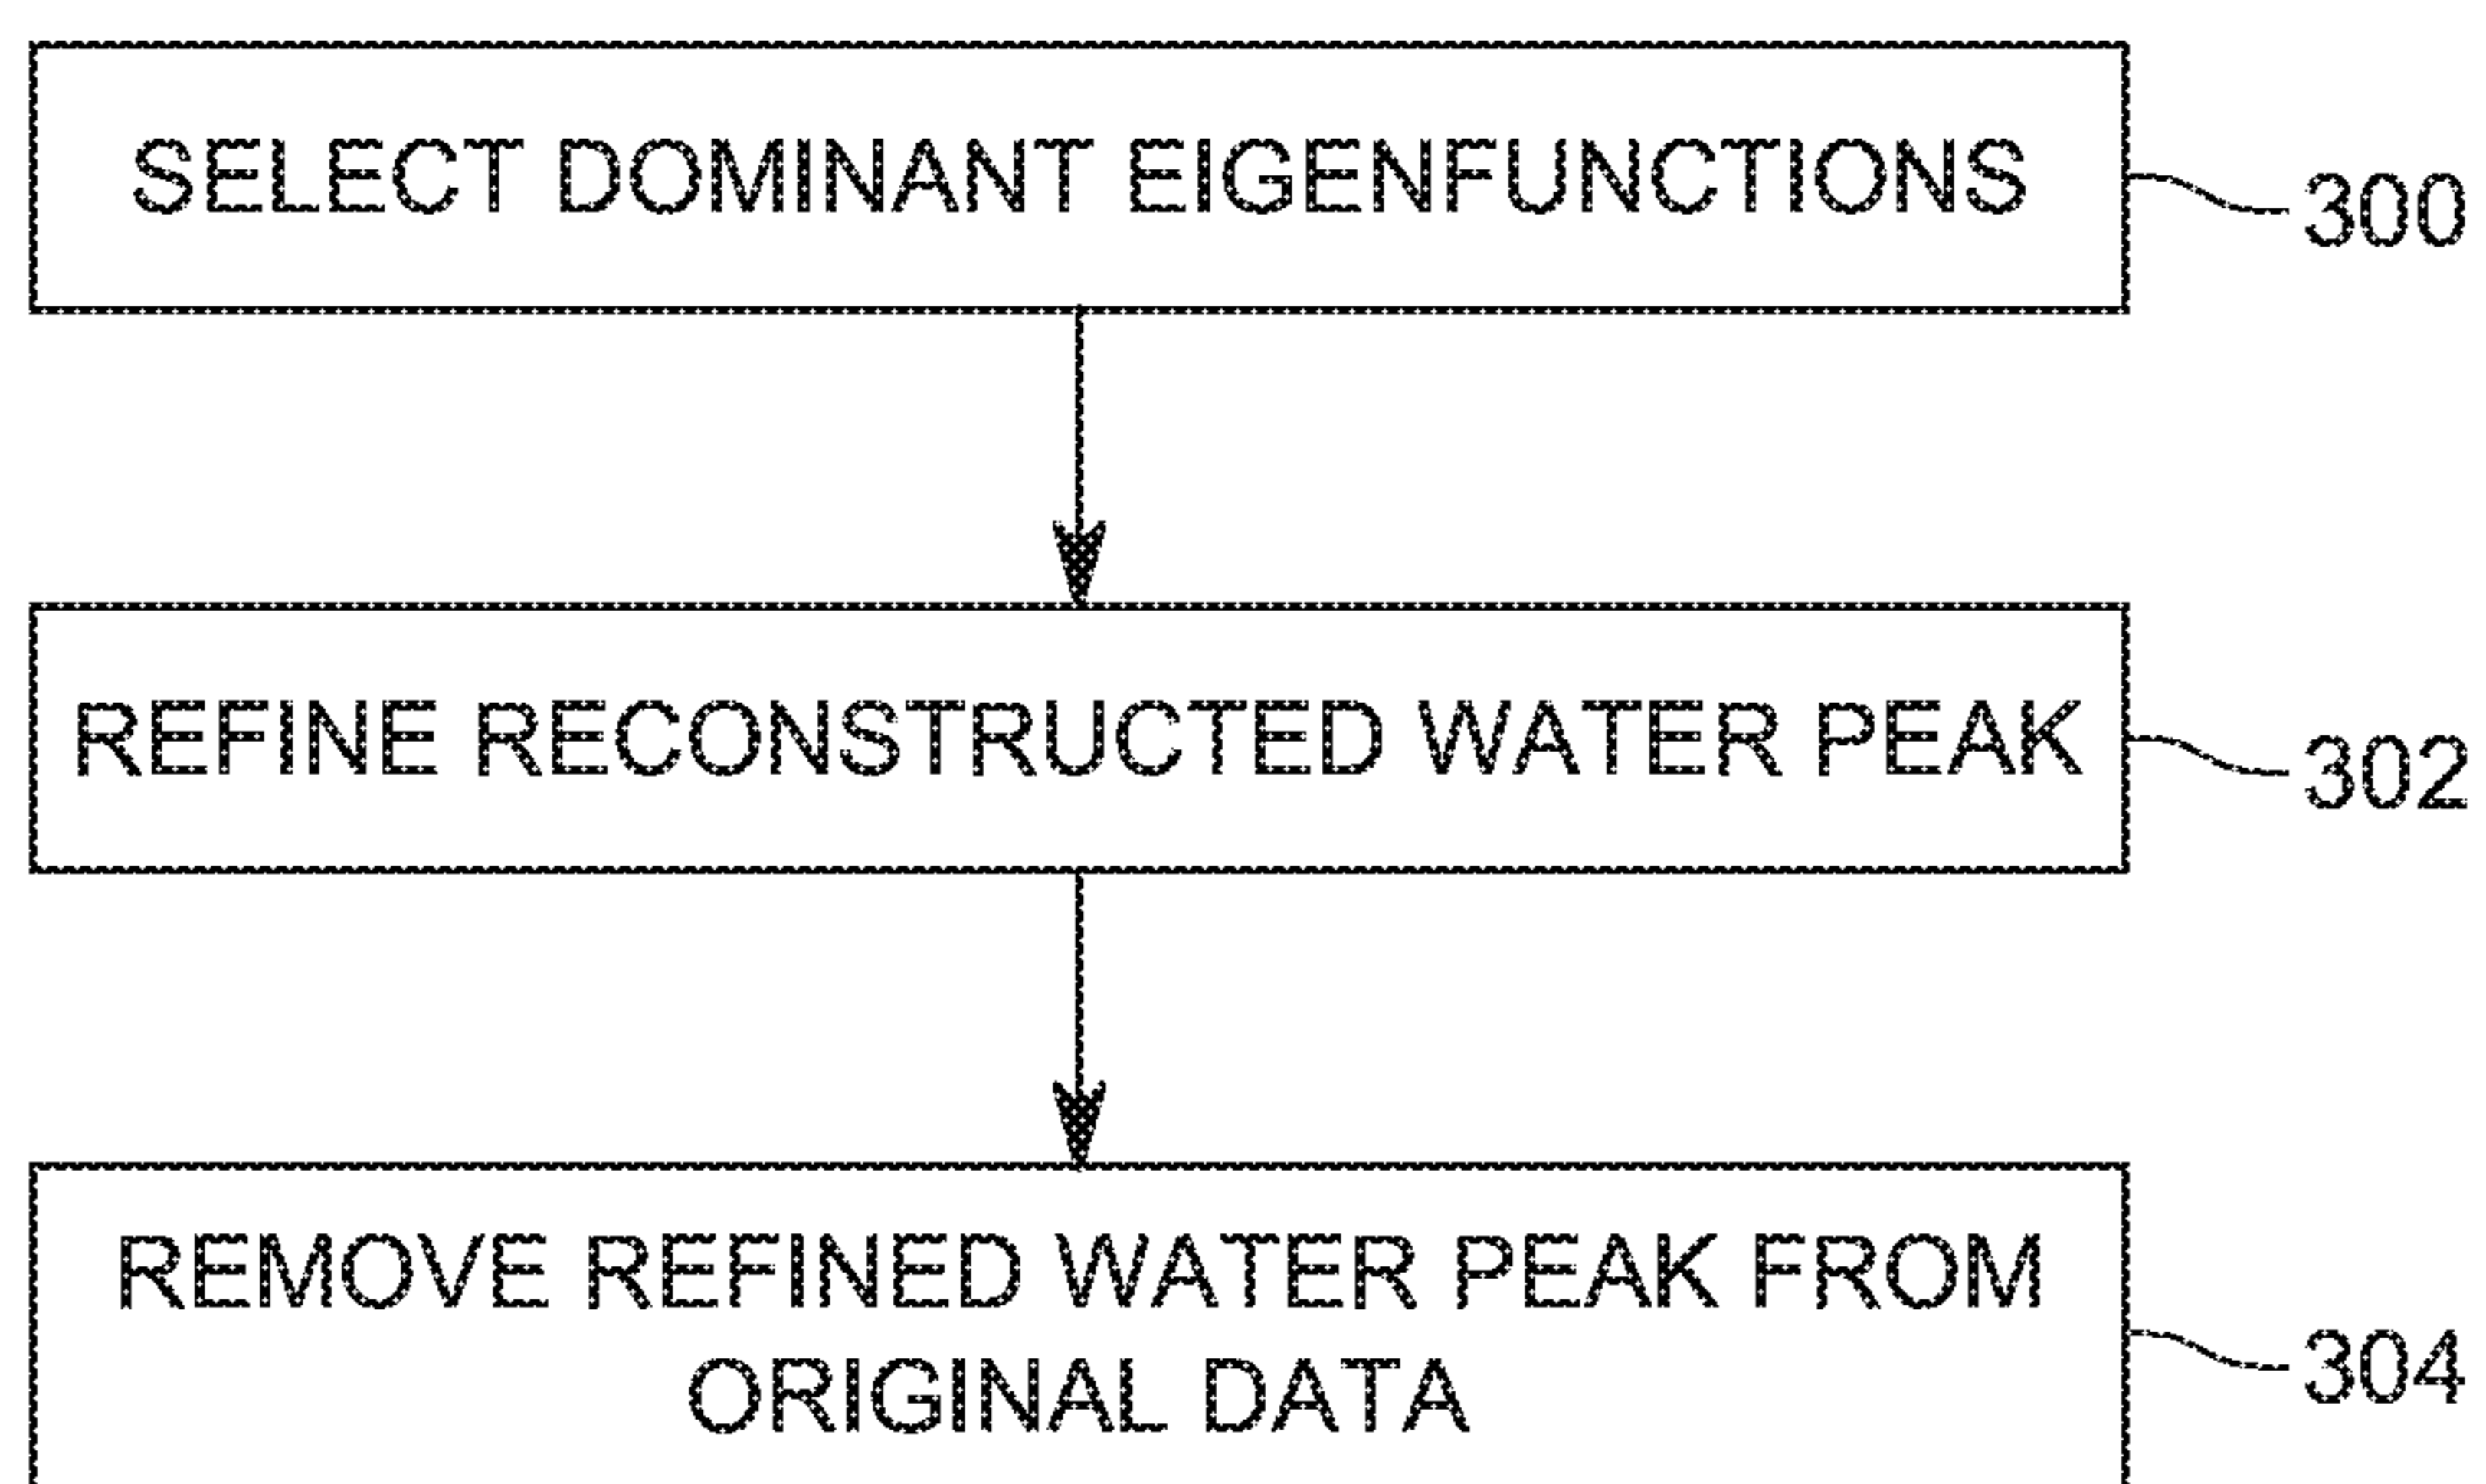 SELECT DOMINANT EIGENFUNCTIONS
300
REFINE RECONSTRUCTED WATER PEAK
302
REMOVE REFINED WATER PEAK FROM
ORIGINAL DATA
304